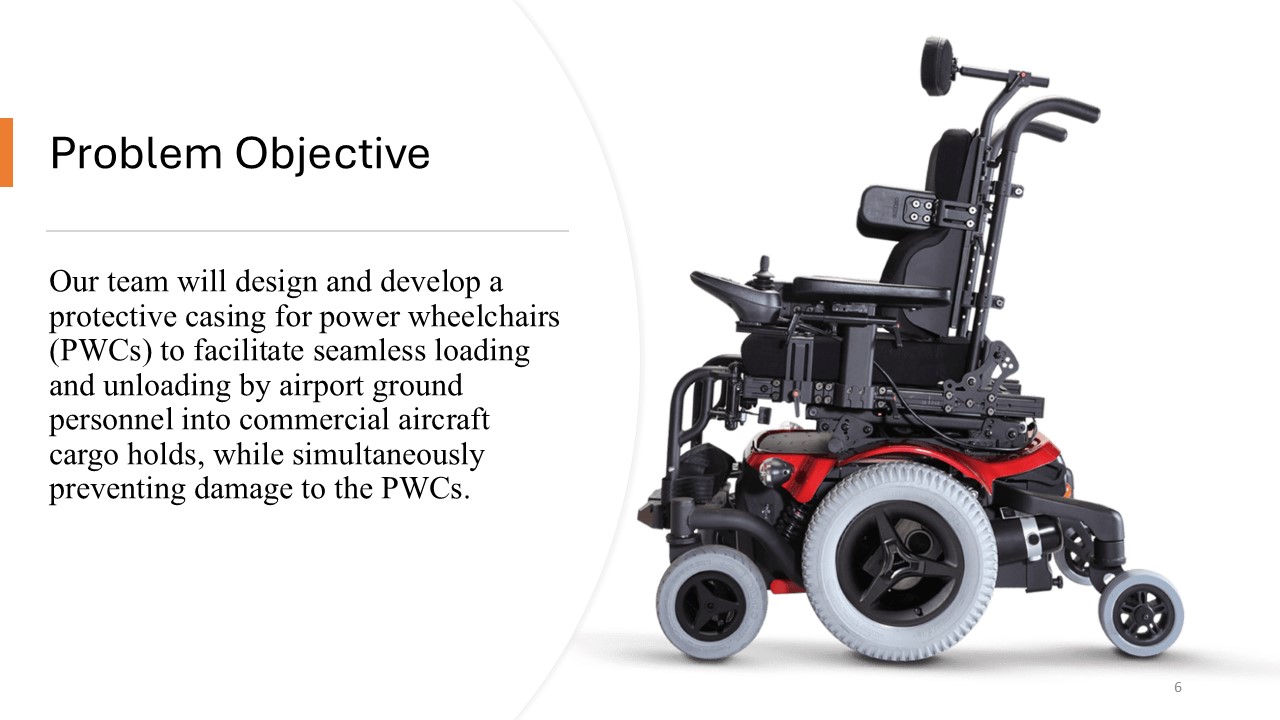 Problem Objective
Our team will design and develop a
protective casing for power wheelchairs
(PWCs) to facilitate seamless loading
and unloading by airport ground
personnel into commercial aircraft
cargo holds, while simultaneously
preventing damage to the PWCs.
6